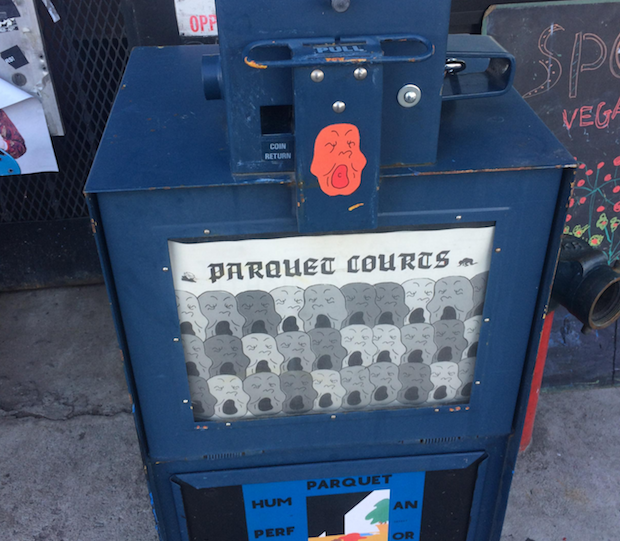 OPP
PULL
COIN
RETURN
SPO
VEGA
PARQUET COURTS
PARQUET
HUM AN
PERF OR